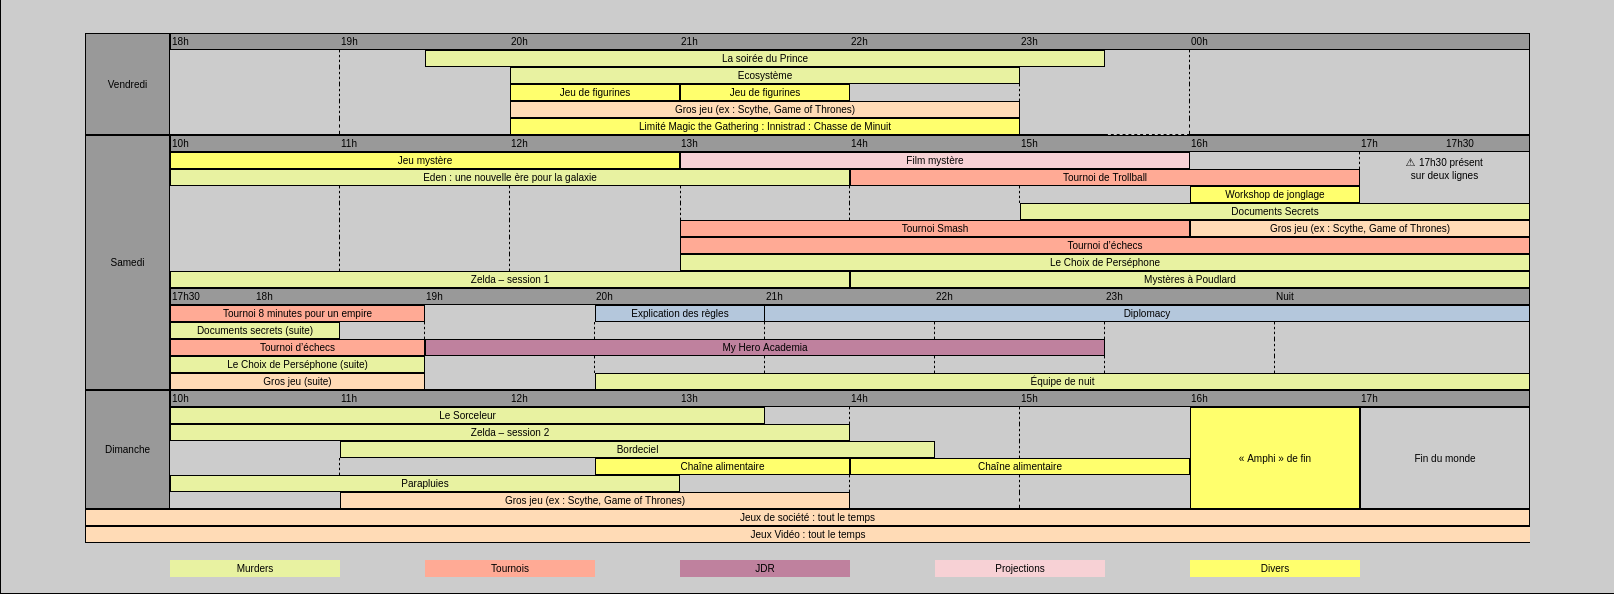 18h 19h 20h 21h 22h 23h 00h
La soirée du Prince
Ecosystème
Vendredi
Jeu de figurines Jeu de figurines
Gros jeu (ex : Scythe, Game of Thrones)
Limité Magic the Gathering : Innistrad : Chasse de Minuit
10h 11h 12h 13h 14h 15h 16h 17h 17h30
Jeu mystère Film mystère ⚠ 17h30 présent
sur deux lignes
Eden : une nouvelle ère pour la galaxie Tournoi de Trollball
Workshop de jonglage
Documents Secrets
Tournoi Smash Gros jeu (ex : Scythe, Game of Thrones)
Tournoi d'échecs
Samedi
Le Choix de Perséphone
Zelda – session 1 Mystères à Poudlard
17h30 18h 19h 20h 21h 22h 23h Nuit
Tournoi 8 minutes pour un empire Explication des règles Diplomacy
Documents secrets (suite)
Tournoi d'échecs My Hero Academia
Le Choix de Perséphone (suite)
Gros jeu (suite) Équipe de nuit
10h 11h 12h 13h 14h 15h 16h 17h
Le Sorceleur
Zelda – session 2
Dimanche Bordeciel
Chaîne alimentaire Chaîne alimentaire « Amphi » de fin Fin du monde
Parapluies
Gros jeu (ex : Scythe, Game of Thrones)
Jeux de société : tout le temps
Jeux Vidéo : tout le temps
Murders Tournois JDR Projections Divers